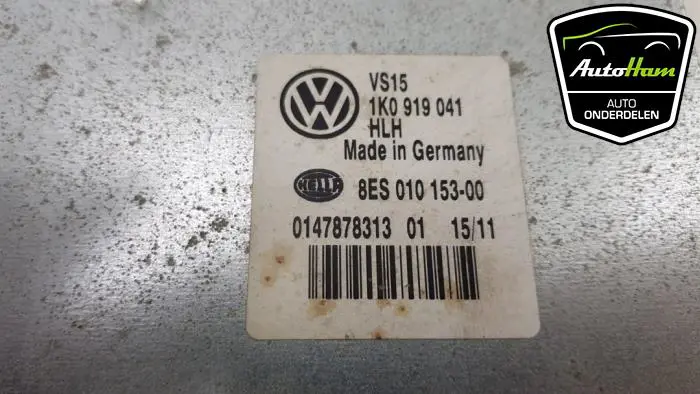 VS15
1K0 919 041
HLH
Made in Germany
HELLA
8ES 010 153-00
0147878313 01 15/11
AutoHam
AUTO
ONDERDELEN